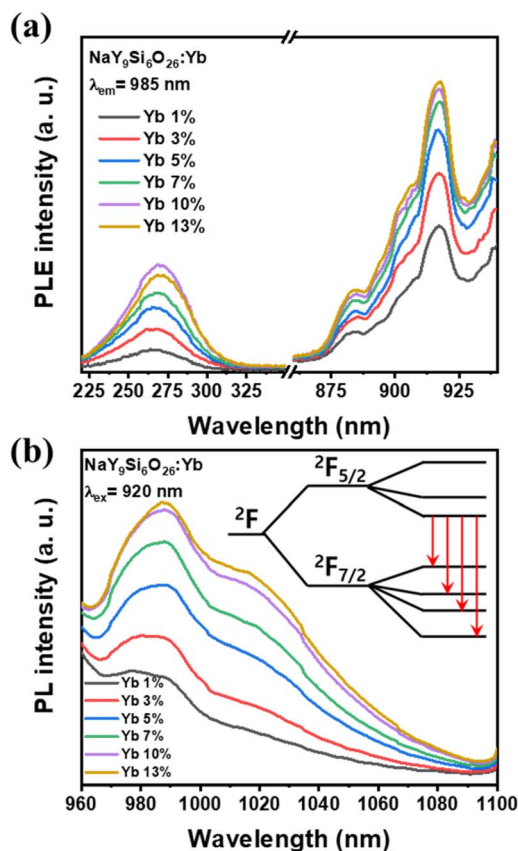 (a)
NaY₉Si₆O₂₆:Yb
λem= 985 nm
Yb 1%
Yb 3%
Yb 5%
Yb 7%
Yb 10%
Yb 13%
PLE intensity (a. u.)
225 250 275 300 325 875 900 925
Wavelength (nm)
(b)
NaY₉Si₆O₂₆:Yb
λex= 920 nm
²F
²F5/2
²F7/2
Yb 1%
Yb 3%
Yb 5%
Yb 7%
Yb 10%
Yb 13%
PL intensity (a. u.)
960 980 1000 1020 1040 1060 1080 1100
Wavelength (nm)